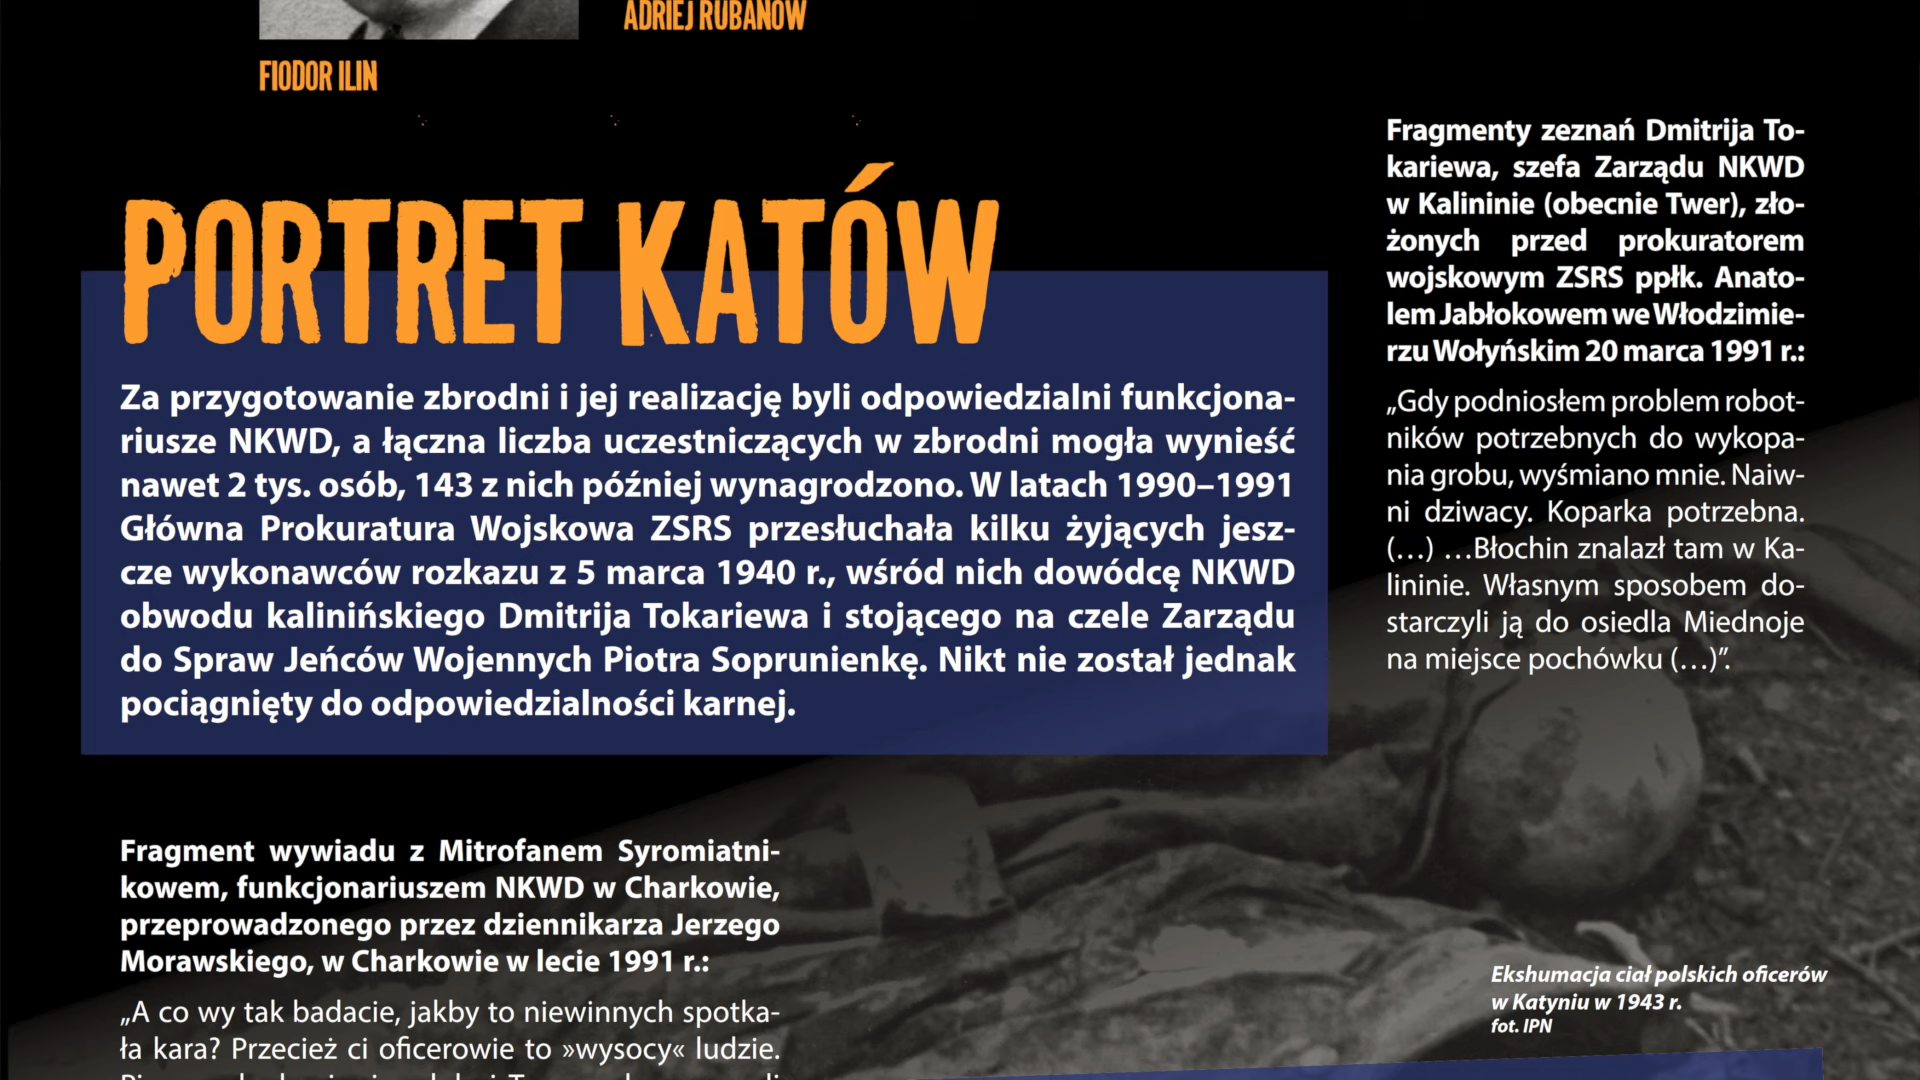 ADRIEJ RUBANOW
FIODOR ILIN
PORTRET KATÓW
Za przygotowanie zbrodni i jej realizację byli odpowiedzialni funkcjona-
riusze NKWD, a łączna liczba uczestniczących w zbrodni mogła wynieść
nawet 2 tys. osób, 143 z nich później wynagrodzono. W latach 1990–1991
Główna Prokuratura Wojskowa ZSRS przesłuchała kilku żyjących jesz-
cze wykonawców rozkazu z 5 marca 1940 r., wśród nich dowódcę NKWD
obwodu kalinińskiego Dmitrija Tokariewa i stojącego na czele Zarządu
do Spraw Jeńców Wojennych Piotra Soprunienkę. Nikt nie został jednak
pociągnięty do odpowiedzialności karnej.
Fragment wywiadu z Mitrofanem Syromiatni-
kowem, funkcjonariuszem NKWD w Charkowie,
przeprowadzonego przez dziennikarza Jerzego
Morawskiego, w Charkowie w lecie 1991 r.:
„A co wy tak badacie, jakby to niewinnych spotka-
ła kara? Przecież ci oficerowie to »wysocy« ludzie.
Fragmenty zeznań Dmitrija To-
kariewa, szefa Zarządu NKWD
w Kalininie (obecnie Twer), zło-
żonych przed prokuratorem
wojskowym ZSRS ppłk. Anato-
lem Jabłokowem we Włodzimie-
rzu Wołyńskim 20 marca 1991 r.:
„Gdy podniosłem problem robot-
ników potrzebnych do wykopa-
nia grobu, wyśmiano mnie. Naiw-
ni dziwacy. Koparka potrzebna.
(…) …Błochin znalazł tam w Ka-
lininie. Własnym sposobem do-
starczyli ją do osiedla Miednoje
na miejsce pochówku (…)”.
Ekshumacja ciał polskich oficerów
w Katyniu w 1943 r.
fot. IPN